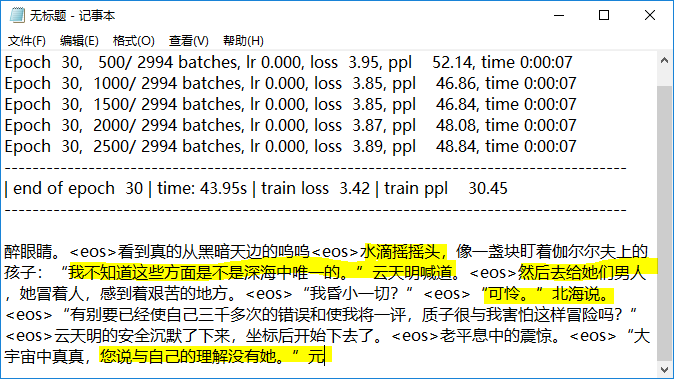 无标题 - 记事本
文件(F) 编辑(E) 格式(O) 查看(V) 帮助(H)
Epoch 30, 500/ 2994 batches, lr 0.000, loss 3.95, ppl 52.14, time 0:00:07
Epoch 30, 1000/ 2994 batches, lr 0.000, loss 3.85, ppl 46.86, time 0:00:07
Epoch 30, 1500/ 2994 batches, lr 0.000, loss 3.85, ppl 46.84, time 0:00:07
Epoch 30, 2000/ 2994 batches, lr 0.000, loss 3.87, ppl 48.08, time 0:00:07
Epoch 30, 2500/ 2994 batches, lr 0.000, loss 3.89, ppl 48.84, time 0:00:07
-----------------------------------------------------------------------------------------
| end of epoch 30 | time: 43.95s | train loss 3.42 | train ppl 30.45
-----------------------------------------------------------------------------------------
醉眼睛。<eos>看到真的从黑暗天边的呜呜<eos>水滴摇摇头，像一盏块盯着伽尔尔夫上的
孩子：“我不知道这些方面是不是深海中唯一的。”云天明喊道。<eos>然后去给她们男人
，她冒着人，感到着艰苦的地方。<eos>“我昏小一切？”<eos>“可怜。”北海说。
<eos>“有别要已经使自己三千多次的错误和使我将一评，质子很与我害怕这样冒险吗？”
<eos>云天明的安全沉默了下来，坐标后开始下去了。<eos>老平息中的震惊。<eos>“大
宇宙中真真，您说与自己的理解没有她。”元